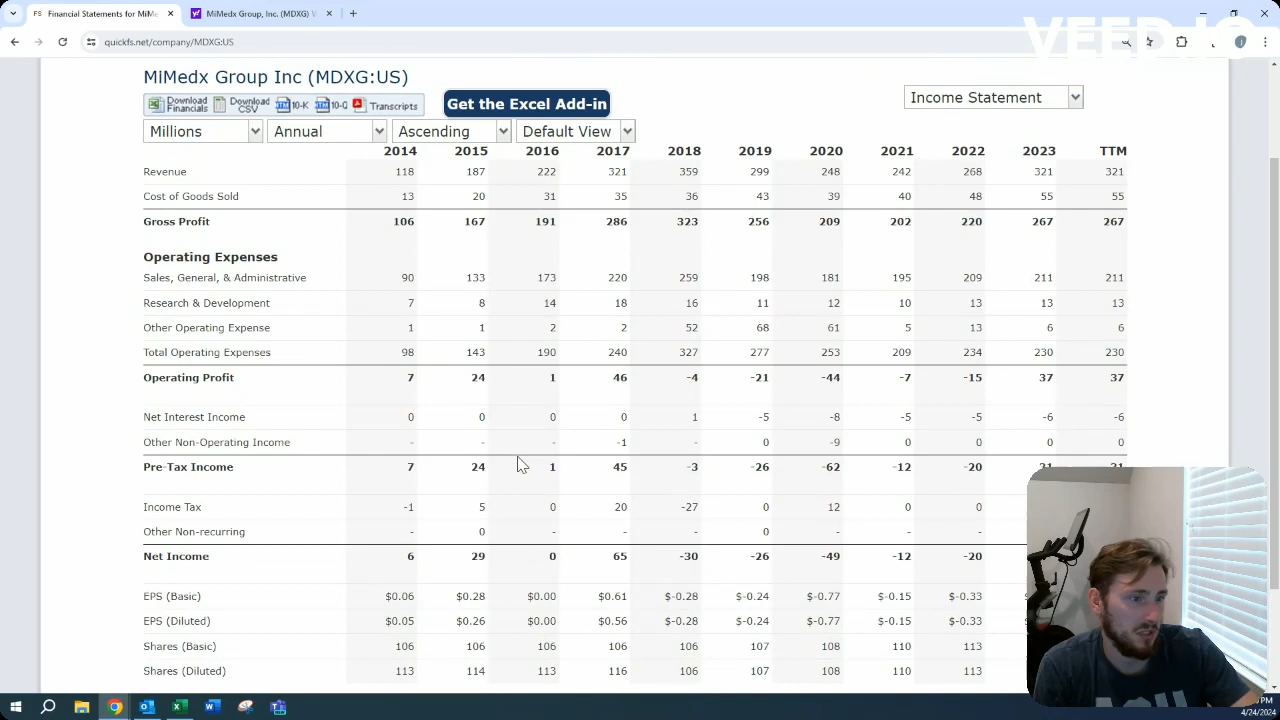 Financial Statements for MiMe
MiMedx Group, Inc. (MDXG) V
quickfs.net/company/MDXG:US
VEED.IO
MiMedx Group Inc (MDXG:US)
Download Financials Download CSV 10-K 10-Q Transcripts Get the Excel Add-in Income Statement
Millions Annual Ascending Default View
2014 2015 2016 2017 2018 2019 2020 2021 2022 2023 TTM
Revenue 118 187 222 321 359 299 248 242 268 321 321
Cost of Goods Sold 13 20 31 35 36 43 39 40 48 55 55
Gross Profit 106 167 191 286 323 256 209 202 220 267 267
Operating Expenses
Sales, General, & Administrative 90 133 173 220 259 198 181 195 209 211 211
Research & Development 7 8 14 18 16 11 12 10 13 13 13
Other Operating Expense 1 1 2 2 52 68 61 5 13 6 6
Total Operating Expenses 98 143 190 240 327 277 253 209 234 230 230
Operating Profit 7 24 1 46 -4 -21 -44 -7 -15 37 37
Net Interest Income 0 0 0 0 1 -5 -8 -5 -5 -6 -6
Other Non-Operating Income - - - -1 - 0 -9 0 0 0 0
Pre-Tax Income 7 24 1 45 -3 -26 -62 -12 -20
Income Tax -1 5 0 20 -27 0 12 0 0
Other Non-recurring - 0 - - - 0 - - -
Net Income 6 29 0 65 -30 -26 -49 -12 -20
EPS (Basic) $0.06 $0.28 $0.00 $0.61 $-0.28 $-0.24 $-0.77 $-0.15 $-0.33
EPS (Diluted) $0.05 $0.26 $0.00 $0.56 $-0.28 $-0.24 $-0.77 $-0.15 $-0.33
Shares (Basic) 106 106 106 106 106 107 108 110 113
Shares (Diluted) 113 114 113 116 106 107 108 110 113
4/24/2024